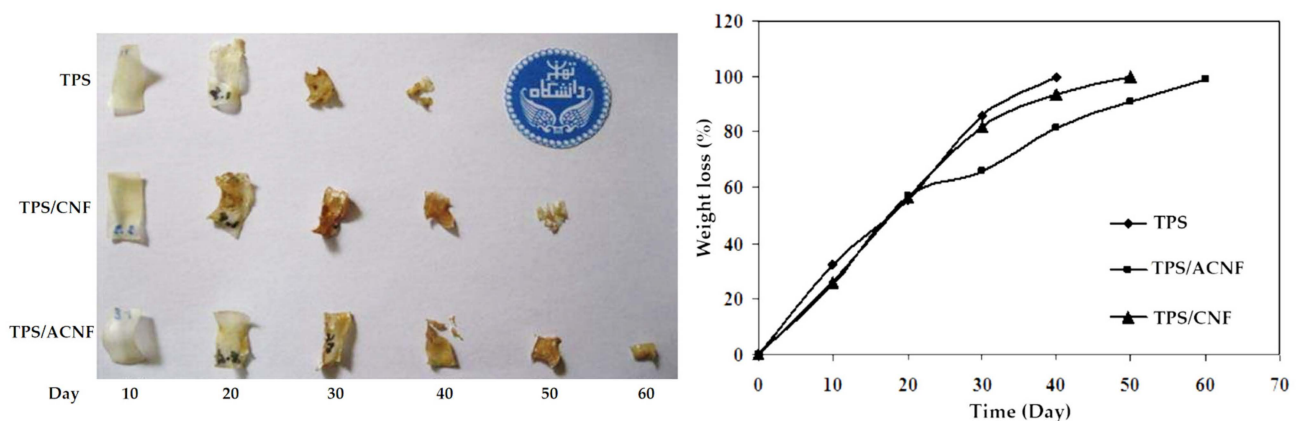 TPS
TPS/CNF
TPS/ACNF
Day 10 20 30 40 50 60
دانشگاه
تهران
Weight loss (%)
120
100
80
60
40
20
0
0 10 20 30 40 50 60 70
Time (Day)
TPS
TPS/ACNF
TPS/CNF